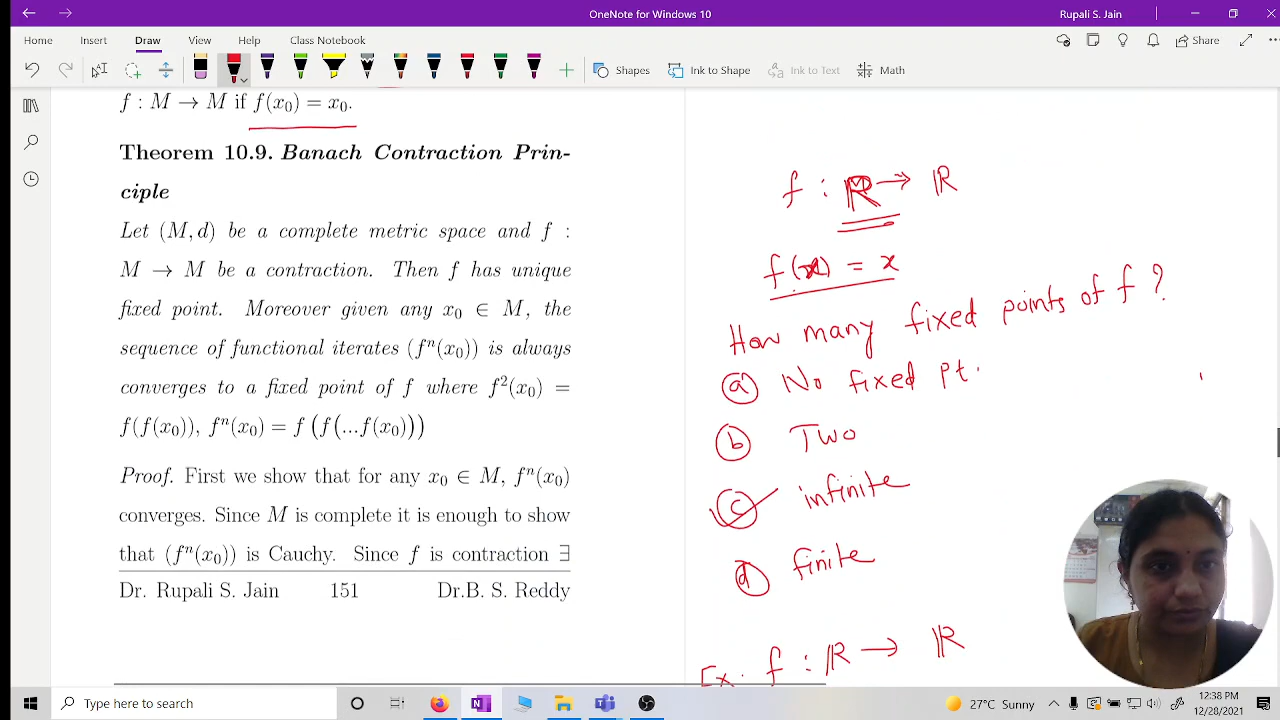 OneNote for Windows 10
Rupali S. Jain
Home Insert Draw View Help Class Notebook
Share
Shapes Ink to Shape Ink to Text Math
f : M → M if f(x₀) = x₀.
Theorem 10.9. Banach Contraction Prin-
ciple
Let (M, d) be a complete metric space and f :
M → M be a contraction. Then f has unique
fixed point. Moreover given any x₀ ∈ M, the
sequence of functional iterates (fⁿ(x₀)) is always
converges to a fixed point of f where f²(x₀) =
f(f(x₀)), fⁿ(x₀) = f (f(...f(x₀)))
Proof. First we show that for any x₀ ∈ M, fⁿ(x₀)
converges. Since M is complete it is enough to show
that (fⁿ(x₀)) is Cauchy. Since f is contraction ∃
Dr. Rupali S. Jain 151 Dr.B. S. Reddy
f : ℝ → ℝ
f(x) = x
How many fixed points of f ?
(a) No fixed pt.
(b) Two
(c) infinite
(d) finite
Ex. f : ℝ → ℝ
Type here to search
27°C Sunny
12:38 PM
12/28/2021